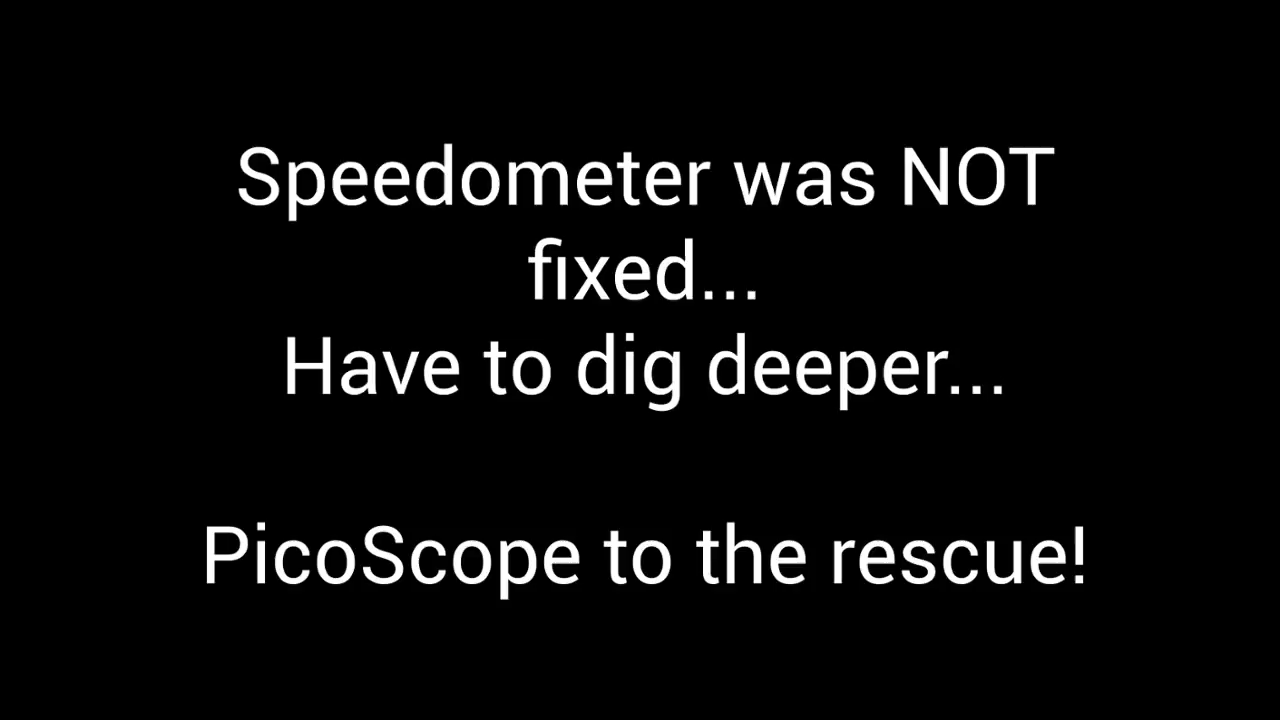 Speedometer was NOT
fixed...
Have to dig deeper...
PicoScope to the rescue!